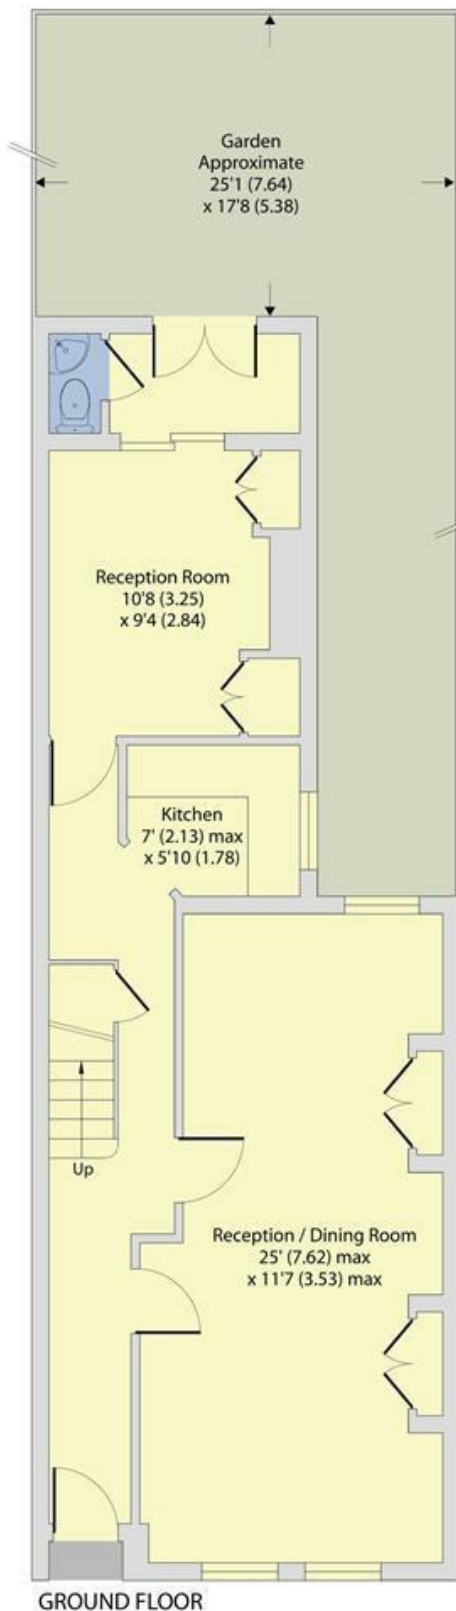 Garden
Approximate
25'1 (7.64)
x 17'8 (5.38)
Reception Room
10'8 (3.25)
x 9'4 (2.84)
Kitchen
7' (2.13) max
x 5'10 (1.78)
Up
Reception / Dining Room
25' (7.62) max
x 11'7 (3.53) max
GROUND FLOOR